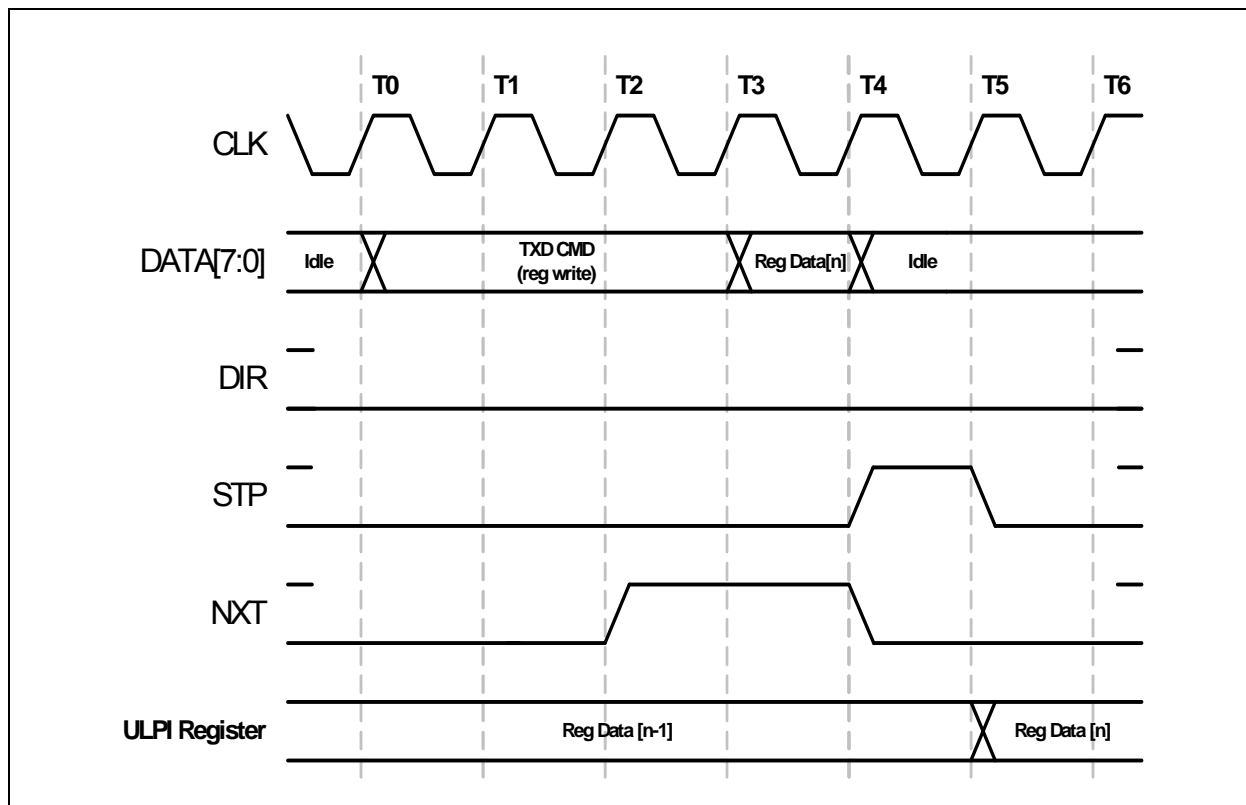 T0 T1 T2 T3 T4 T5 T6
CLK
DATA[7:0] Idle TXD CMD Reg Data[n] Idle
(reg write)
DIR
STP
NXT
ULPI Register Reg Data [n-1] Reg Data [n]